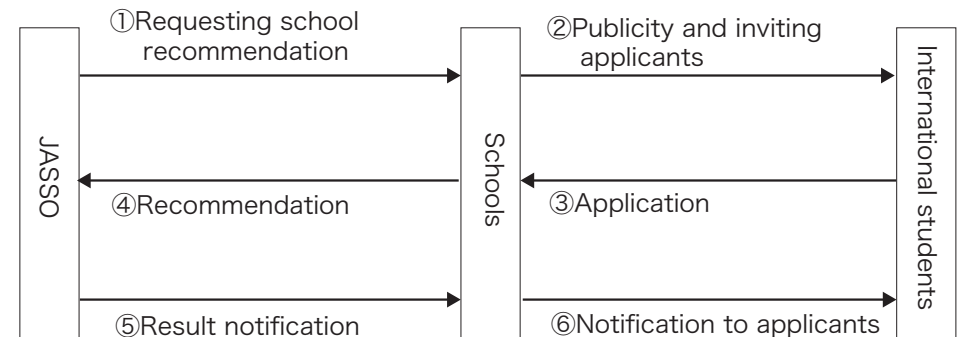 ①Requesting school
recommendation
②Publicity and inviting
applicants
JASSO
Schools
International students
④Recommendation
③Application
⑤Result notification
⑥Notification to applicants